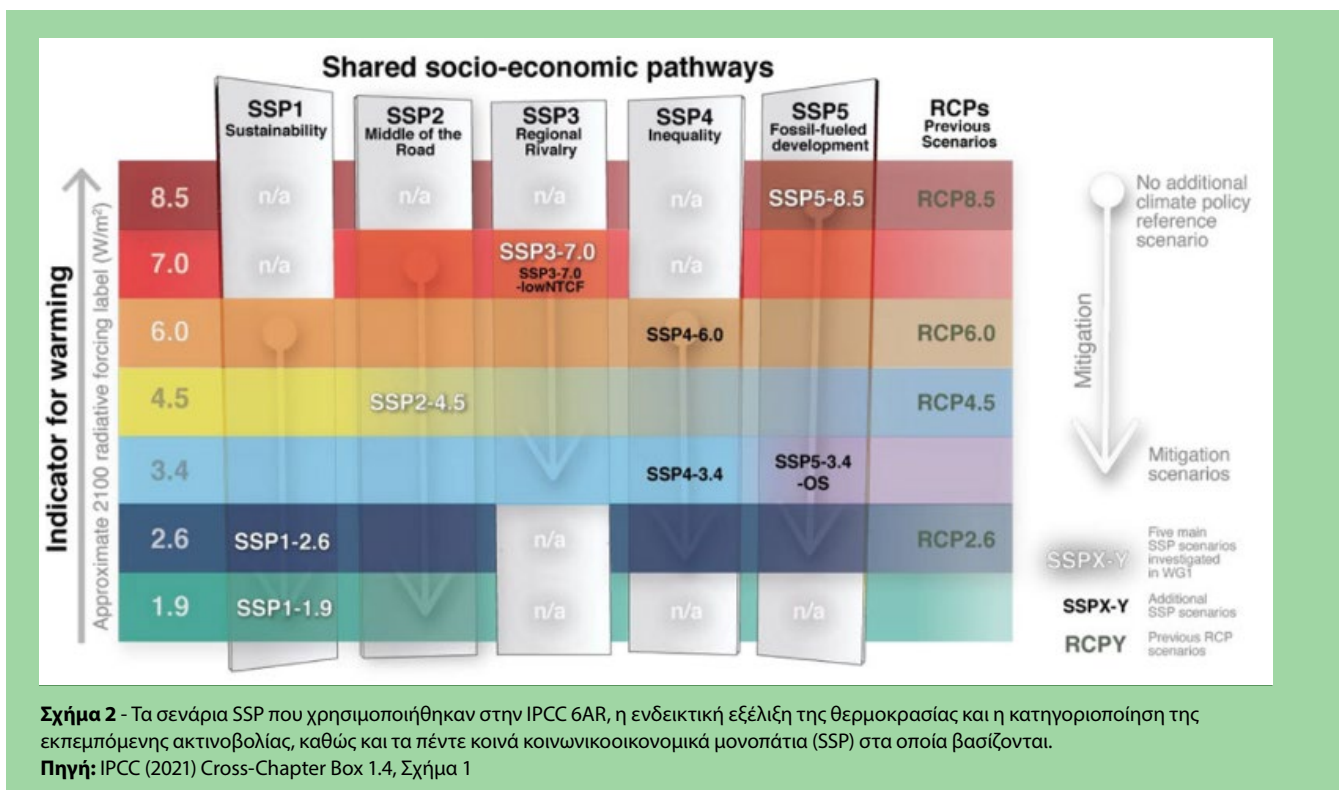 Shared socio-economic pathways
SSP1
Sustainability
SSP2
Middle of the
Road
SSP3
Regional
Rivalry
SSP4
Inequality
SSP5
Fossil-fueled
development
RCPs
Previous
Scenarios
Indicator for warming
Approximate 2100 radiative forcing label (W/m²)
8.5 n/a n/a n/a n/a SSP5-8.5 RCP8.5
7.0 n/a SSP3-7.0 n/a
SSP3-7.0
-lowNTCF
6.0 SSP4-6.0 RCP6.0
4.5 SSP2-4.5 RCP4.5
3.4 SSP4-3.4 SSP5-3.4
-OS
2.6 SSP1-2.6 n/a RCP2.6
1.9 SSP1-1.9 n/a n/a n/a
No additional
climate policy
reference
scenario
Mitigation
Mitigation
scenarios
SSPX-Y
Five main
SSP scenarios
investigated
in WG1
SSPX-Y
Additional
SSP scenarios
RCPY
Previous RCP
scenarios
Σχήμα 2 - Τα σενάρια SSP που χρησιμοποιήθηκαν στην IPCC 6AR, η ενδεικτική εξέλιξη της θερμοκρασίας και η κατηγοριοποίηση της
εκπεμπόμενης ακτινοβολίας, καθώς και τα πέντε κοινά κοινωνικοοικονομικά μονοπάτια (SSP) στα οποία βασίζονται.
Πηγή: IPCC (2021) Cross-Chapter Box 1.4, Σχήμα 1